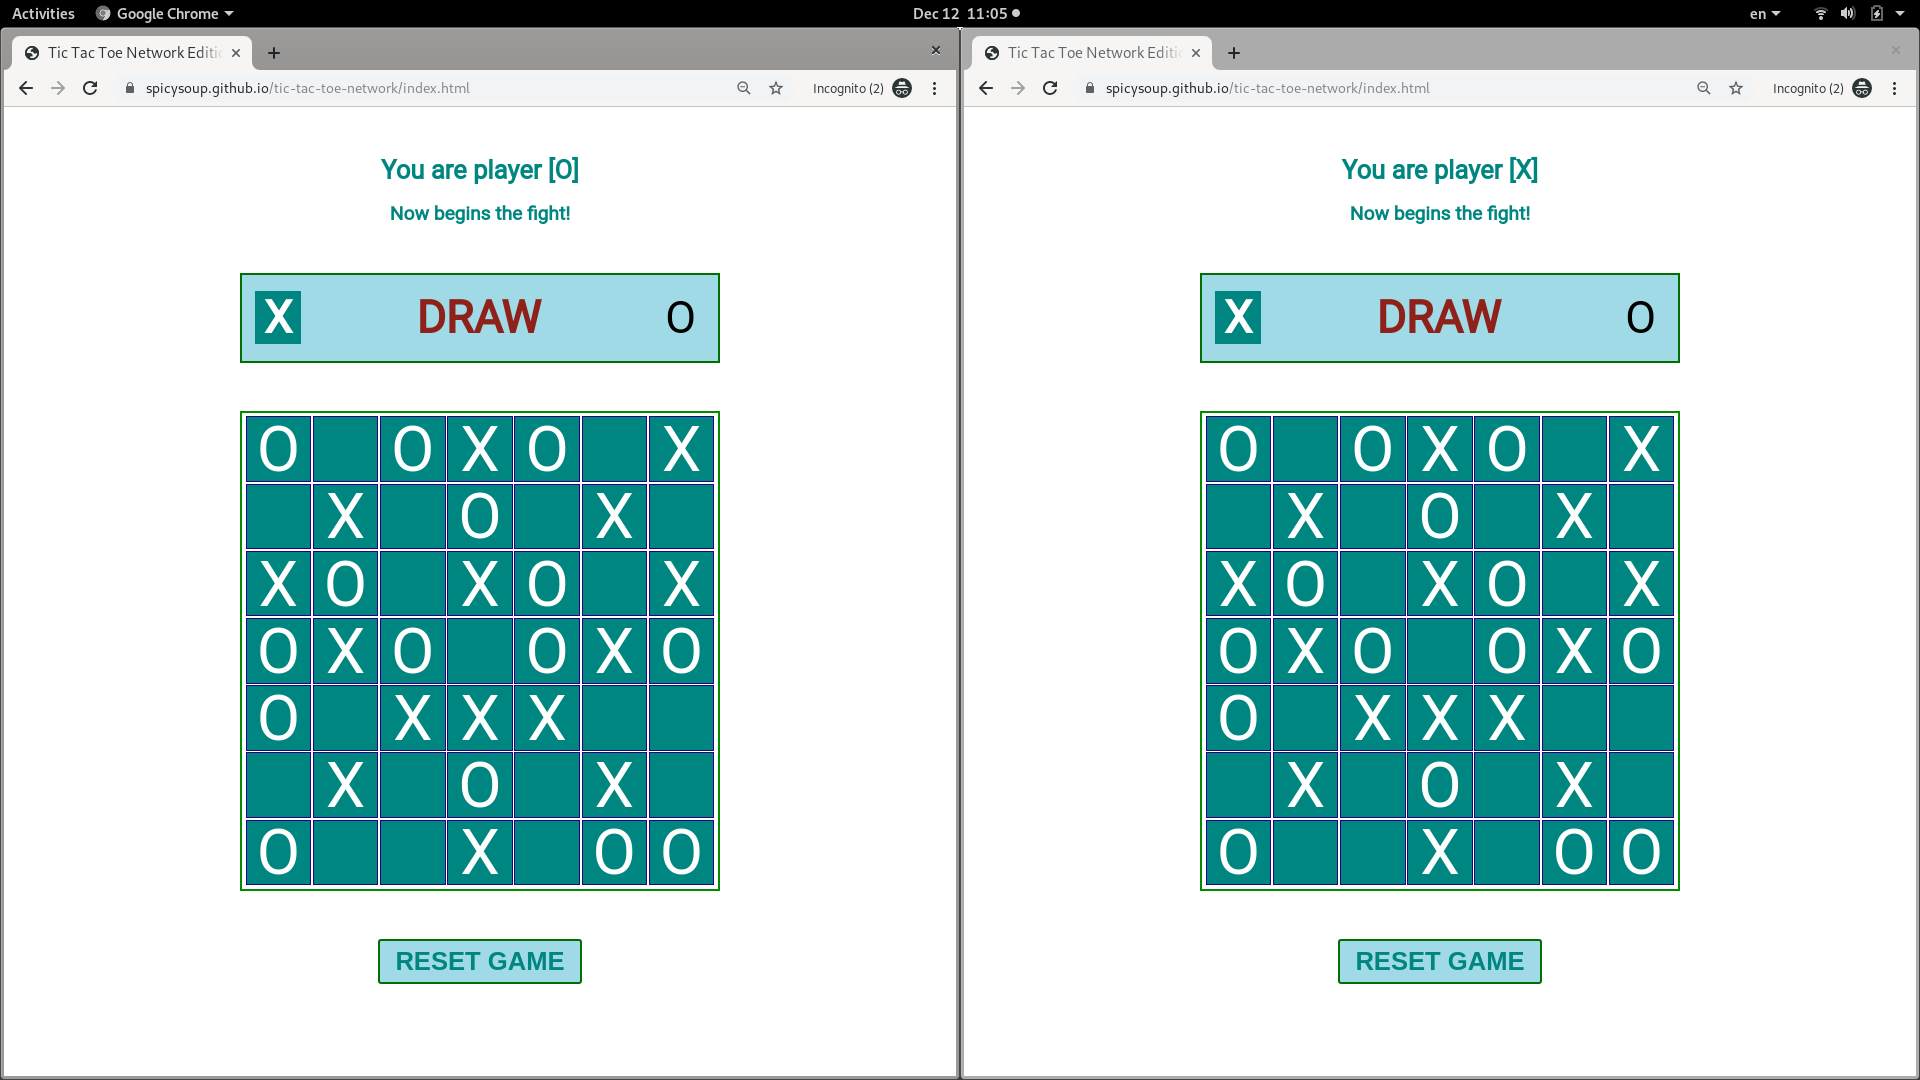 Activities Google Chrome Dec 12 11:05 en
Tic Tac Toe Network Editi
spicysoup.github.io/tic-tac-toe-network/index.html Incognito (2)
You are player [O]
Now begins the fight!
X DRAW O
O O X O X
X O X
X O X O X
O X O O X O
O X X X
X O X
O X O O
RESET GAME
Tic Tac Toe Network Editi
spicysoup.github.io/tic-tac-toe-network/index.html Incognito (2)
You are player [X]
Now begins the fight!
X DRAW O
O O X O X
X O X
X O X O X
O X O O X O
O X X X
X O X
O X O O
RESET GAME